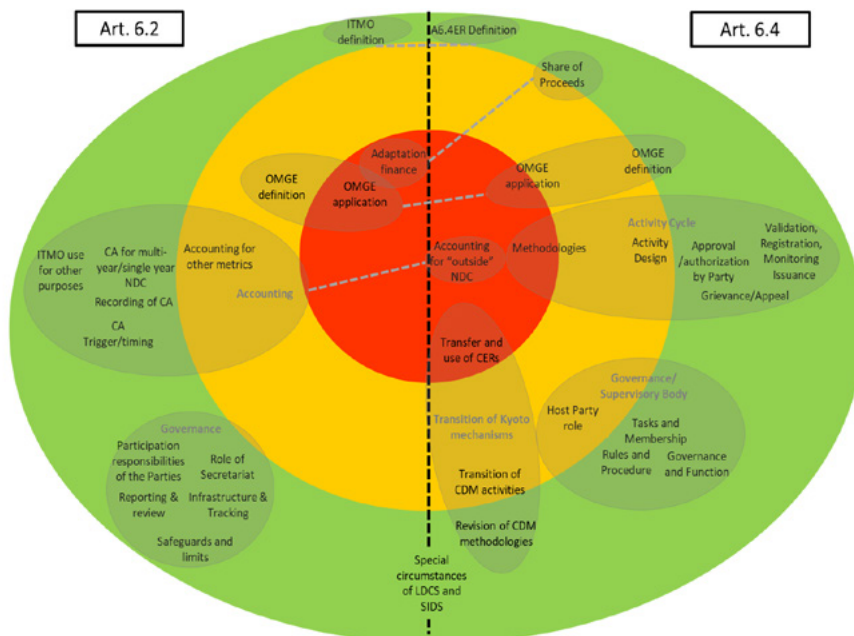 Art. 6.2
Art. 6.4
ITMO
definition
A6.4ER Definition
Share of
Proceeds
Adaptation
finance
OMGE
definition
OMGE
application
OMGE
application
OMGE
definition
ITMO use
for other
purposes
CA for multi-
year/single year
NDC
Recording of CA
CA
Trigger/timing
Accounting for
other metrics
Accounting
Accounting
for "outside"
NDC
Methodologies
Activity Cycle
Activity
Design
Approval
/authorization
by Party
Validation,
Registration,
Monitoring
Issuance
Grievance/Appeal
Transfer and
use of CERs
Transition of Kyoto
mechanisms
Transition of
CDM activities
Revision of CDM
methodologies
Governance/
Supervisory Body
Host Party
role
Tasks and
Membership
Rules and
Procedure
Governance
and Function
Governance
Participation
responsibilities
of the Parties
Role of
Secretariat
Reporting &
review
Infrastructure &
Tracking
Safeguards and
limits
Special
circumstances
of LDCS and
SIDS